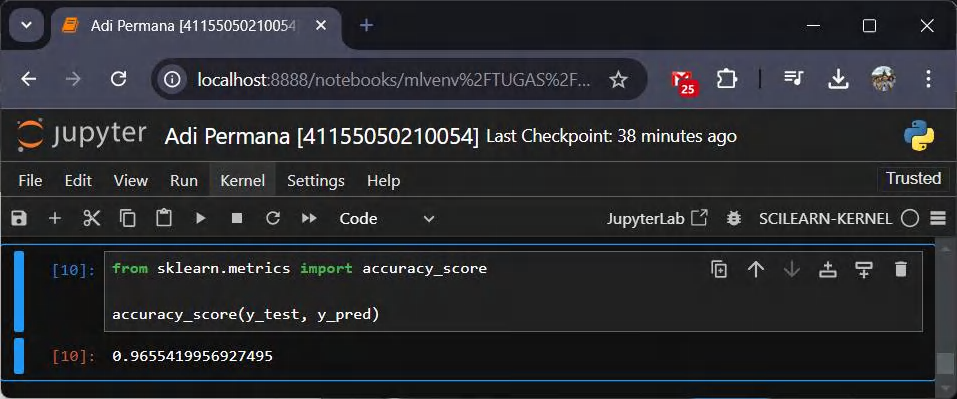 Adi Permana [41155050210054
localhost:8888/notebooks/mlvenv%2FTUGAS%2F...
25
jupyter Adi Permana [41155050210054] Last Checkpoint: 38 minutes ago
File Edit View Run Kernel Settings Help Trusted
Code JupyterLab SCILEARN-KERNEL
[10]: from sklearn.metrics import accuracy_score
accuracy_score(y_test, y_pred)
[10]: 0.9655419956927495